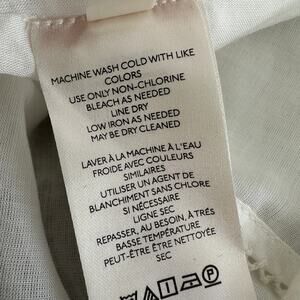 MACHINE WASH COLD WITH LIKE
COLORS
USE ONLY NON-CHLORINE
BLEACH AS NEEDED
LINE DRY
LOW IRON AS NEEDED
MAY BE DRY CLEANED
LAVER À LA MACHINE À L'EAU
FROIDE AVEC COULEURS
SIMILAIRES
UTILISER UN AGENT DE
BLANCHIMENT SANS CHLORE
SI NÉCESSAIRE
LIGNE SEC
REPASSER, AU BESOIN, À TRÉS
BASSE TEMPÉRATURE
PEUT-ÊTRE ÊTRE NETTOYÉE
SEC
P